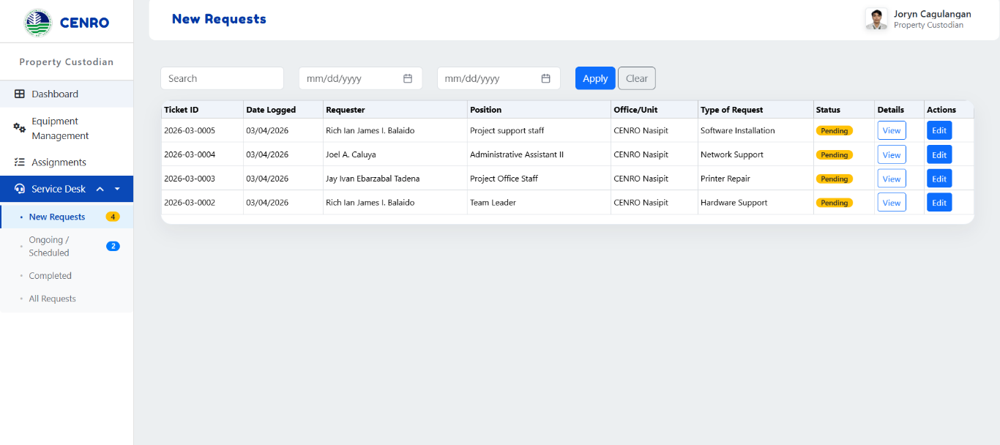 CENRO
Property Custodian
Dashboard
Equipment
Management
Assignments
Service Desk
New Requests 4
Ongoing /
Scheduled 2
Completed
All Requests
New Requests
Joryn Cagulangan
Property Custodian
Search mm/dd/yyyy mm/dd/yyyy Apply Clear
Ticket ID Date Logged Requester Position Office/Unit Type of Request Status Details Actions
2026-03-0005 03/04/2026 Rich Ian James I. Balaido Project support staff CENRO Nasipit Software Installation Pending View Edit
2026-03-0004 03/04/2026 Joel A. Caluya Administrative Assistant II CENRO Nasipit Network Support Pending View Edit
2026-03-0003 03/04/2026 Jay Ivan Ebarzabal Tadena Project Office Staff CENRO Nasipit Printer Repair Pending View Edit
2026-03-0002 03/04/2026 Rich Ian James I. Balaido Team Leader CENRO Nasipit Hardware Support Pending View Edit